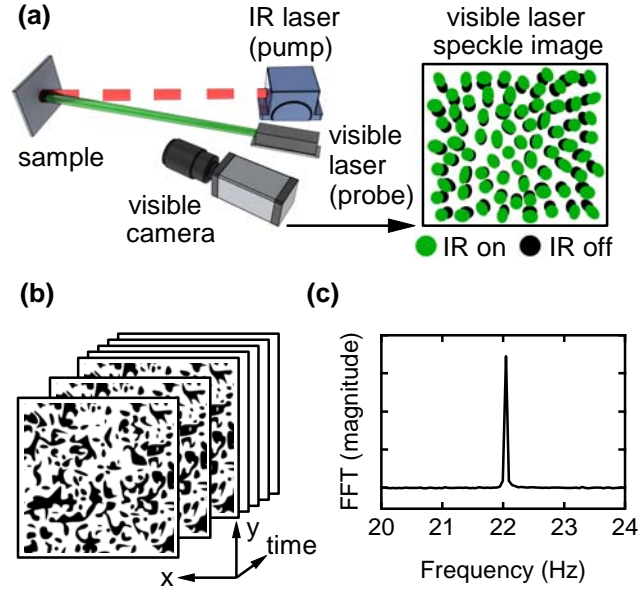 (a)
IR laser
(pump)
visible laser
speckle image
sample
visible
laser
(probe)
visible
camera
IR on
IR off
(b)
(c)
y
time
x
FFT (magnitude)
20 21 22 23 24
Frequency (Hz)